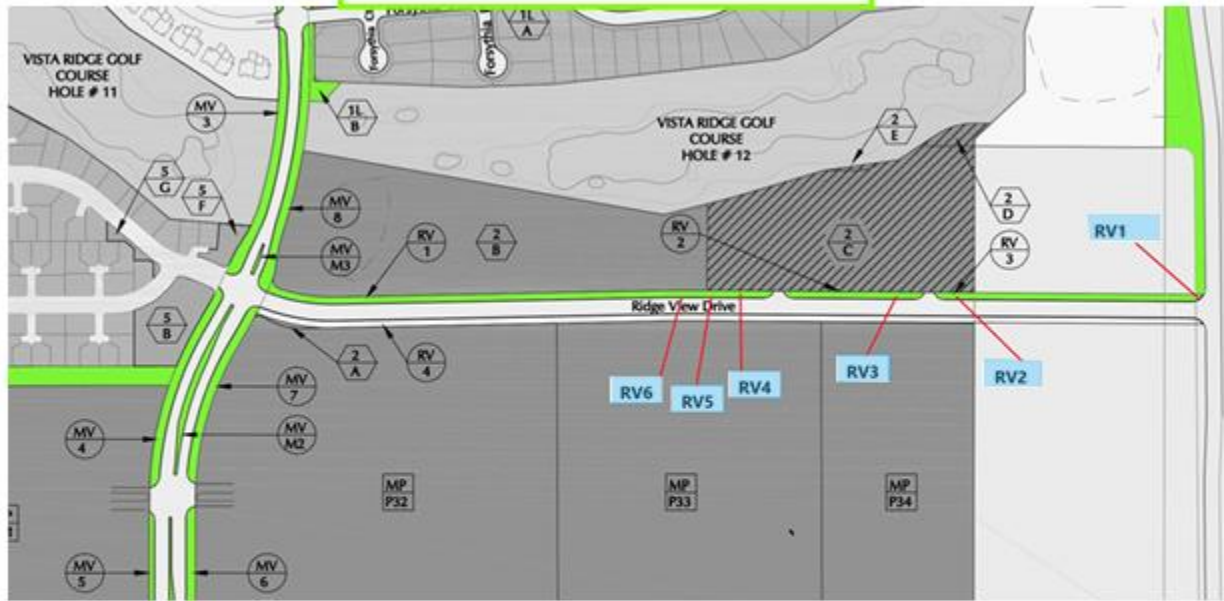 Forsythia
Forsythia
1L
A
VISTA RIDGE GOLF
COURSE
HOLE # 11
MV
3
1L
B
VISTA RIDGE GOLF
COURSE
HOLE # 12
2
E
5
G
5
F
MV
8
RV
1
2
B
RV
2
2
C
2
D
RV
3
RV1
MV
M3
Ridge View Drive
5
B
2
A
RV
4
RV6
RV5
RV4
RV3
RV2
MV
7
MV
4
MV
M2
MP
P32
MP
P33
MP
P34
MV
5
MV
6